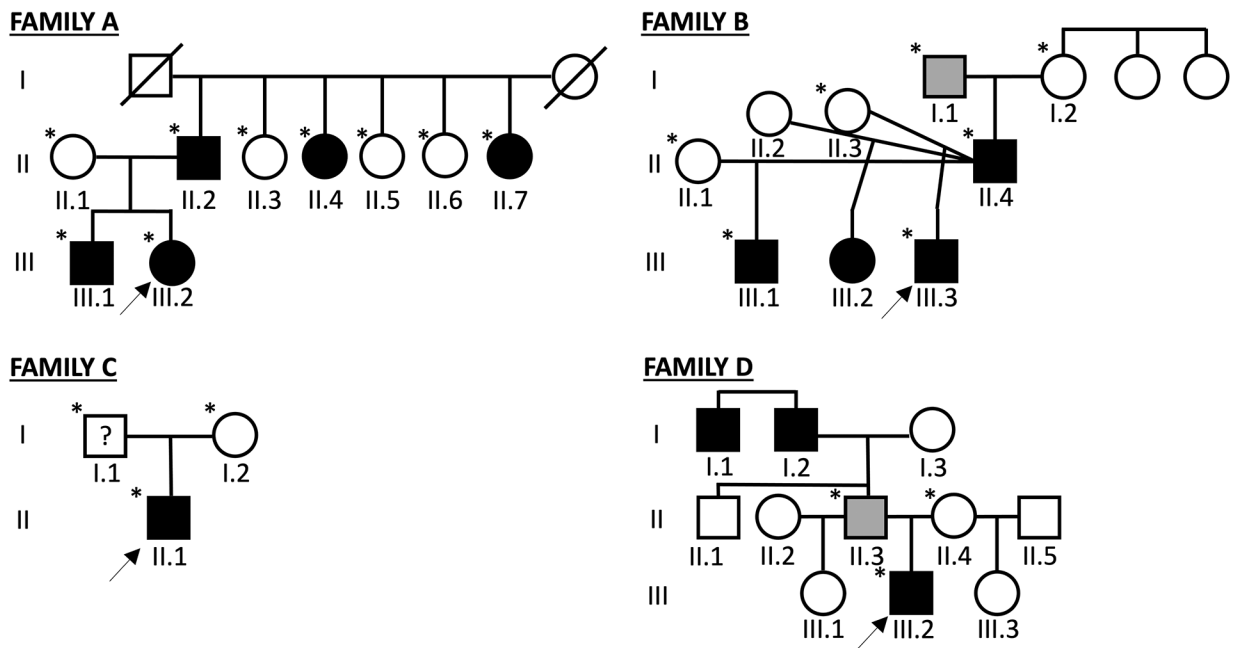 FAMILY A
I
* * * * * * *
II
II.1 II.2 II.3 II.4 II.5 II.6 II.7
* *
III
III.1 III.2
FAMILY B
* *
I
I.1 I.2
* * *
II.2 II.3
II
II.1 II.4
* *
III
III.1 III.2 III.3
FAMILY C
* *
I ?
I.1 I.2
*
II
II.1
FAMILY D
I
I.1 I.2 I.3
* *
II
II.1 II.2 II.3 II.4 II.5
*
III
III.1 III.2 III.3